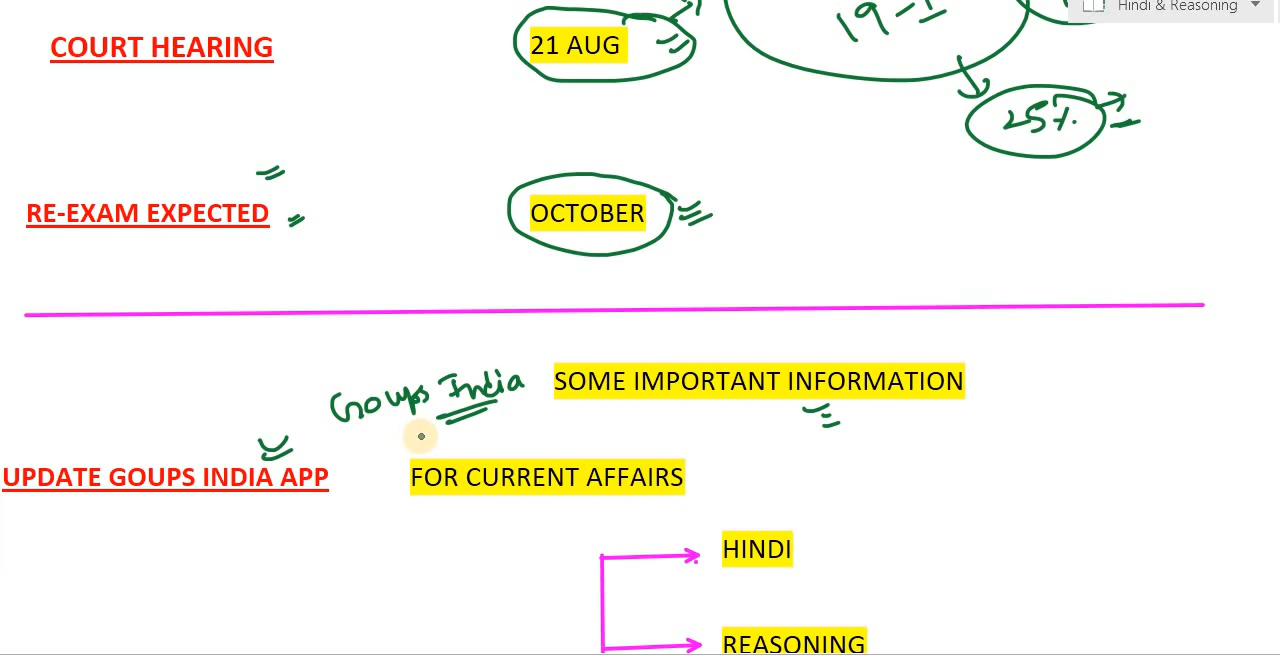 Hindi & Reasoning
19-I
COURT HEARING 21 AUG
25%.
RE-EXAM EXPECTED OCTOBER
Goups India SOME IMPORTANT INFORMATION
UPDATE GOUPS INDIA APP FOR CURRENT AFFAIRS
HINDI
REASONING